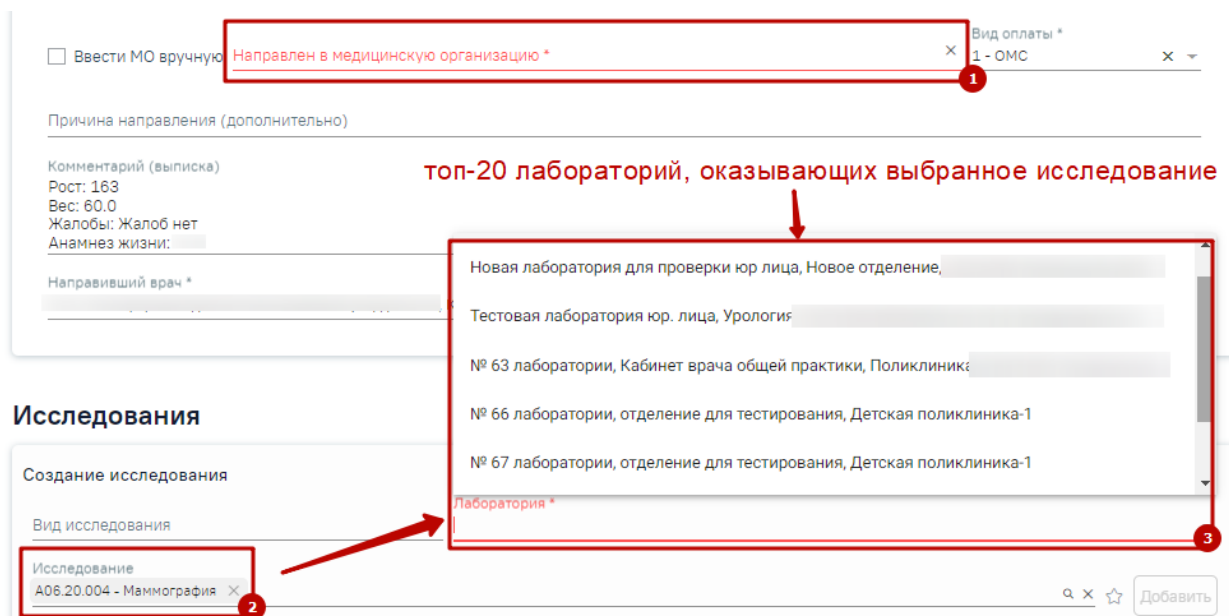 Ввести МО вручную
Направлен в медицинскую организацию *
Вид оплаты *
1 - ОМС
1
Причина направления (дополнительно)
Комментарий (выписка)
Рост: 163
Вес: 60.0
Жалобы: Жалоб нет
Анамнез жизни:
топ-20 лабораторий, оказывающих выбранное исследование
Направивший врач *
Новая лаборатория для проверки юр лица, Новое отделение,
Тестовая лаборатория юр. лица, Урология
№ 63 лаборатории, Кабинет врача общей практики, Поликлиника
№ 66 лаборатории, отделение для тестирования, Детская поликлиника-1
№ 67 лаборатории, отделение для тестирования, Детская поликлиника-1
Исследования
Создание исследования
Вид исследования
Лаборатория *
3
Исследование
A06.20.004 - Маммография
2
Добавить